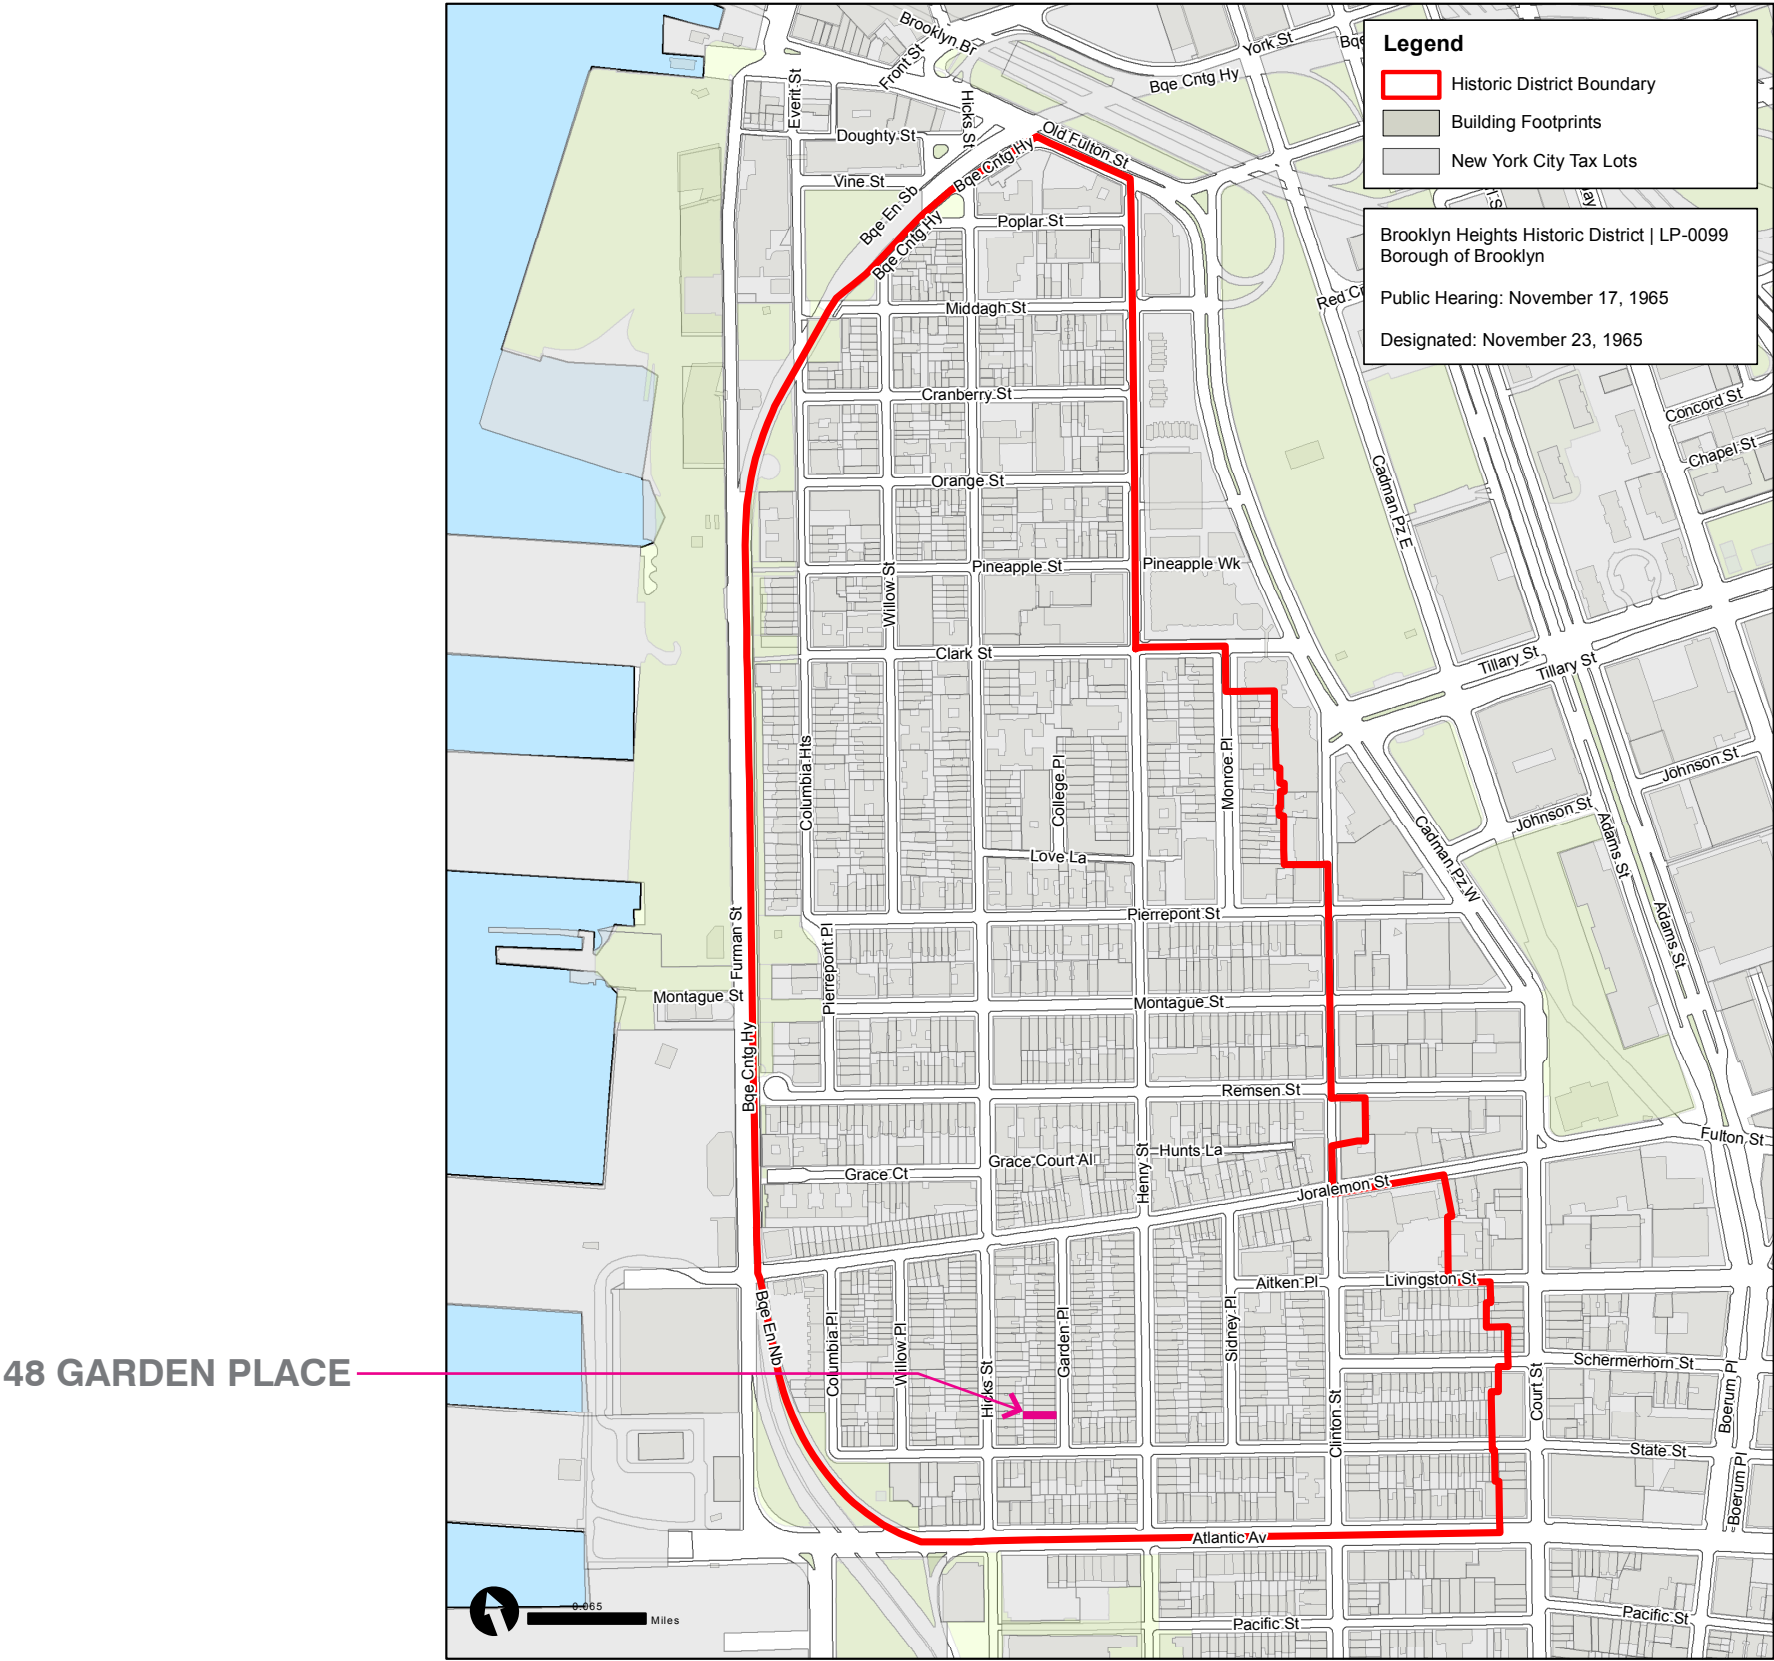 Brooklyn Br
Front St
York St
Bqe Cntg Hy
Everit St
Hicks St
Doughty St
Old Fulton St
Bqe Cntg Hy
Vine St
Bqe En Sb
Bqe Cntg Hy
Poplar St
Middagh St
Cranberry St
Orange St
Pineapple St
Pineapple Wk
Willow St
Clark St
Columbia Hts
College Pl
Monroe Pl
Love La
Pierrepont St
Pierrepont Pl
Furman St
Montague St
Montague St
Bqe Cntg Hy
Remsen St
Hunts La
Grace Court Al
Grace Ct
Henry St
Joralemon St
Aitken Pl
Livingston St
Bqe En Nb
Columbia Pl
Willow Pl
Hicks St
Garden Pl
Sidney Pl
Clinton St
Schermerhorn St
Court St
State St
Boerum Pl
Boerum Pl
Atlantic Av
Pacific St
Pacific St
Fulton St
Cadman Pz E
Cadman Pz W
Tillary St
Tillary St
Johnson St
Johnson St
Adams St
Adams St
Concord St
Chapel St
Legend
Historic District Boundary
Building Footprints
New York City Tax Lots
Brooklyn Heights Historic District | LP-0099
Borough of Brooklyn
Public Hearing: November 17, 1965
Designated: November 23, 1965
48 GARDEN PLACE
0.065
Miles